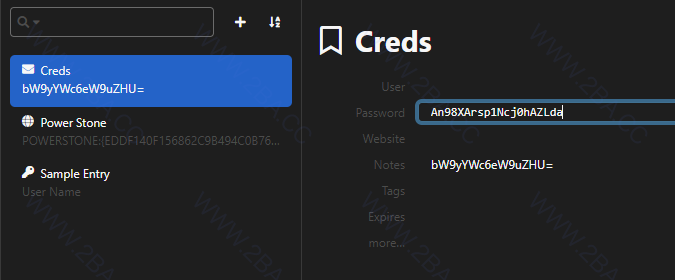 Creds
bW9yYWc6eW9uZHU=
Power Stone
POWERSTONE:{EDDF140F156862C9B494C0B76...
Sample Entry
User Name
Creds
User
Password An98XArsp1Ncj0hAZLda
Website
Notes bW9yYWc6eW9uZHU=
Tags
Expires
more...